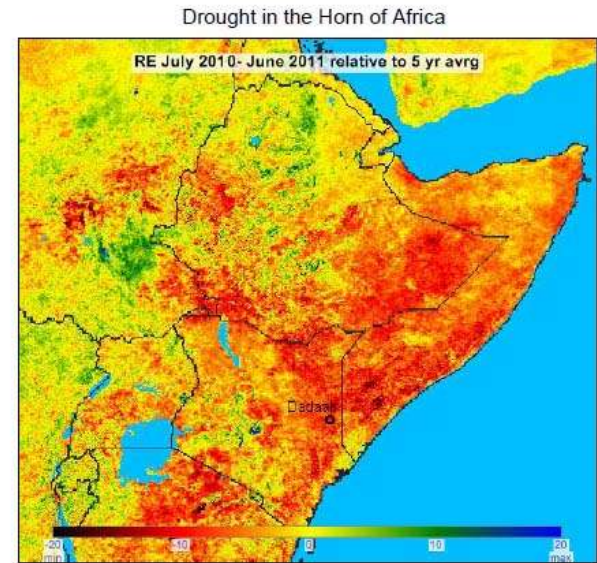 Drought in the Horn of Africa
RE July 2010- June 2011 relative to 5 yr avrg
Dadaab
-20 -10 0 10 20
min max